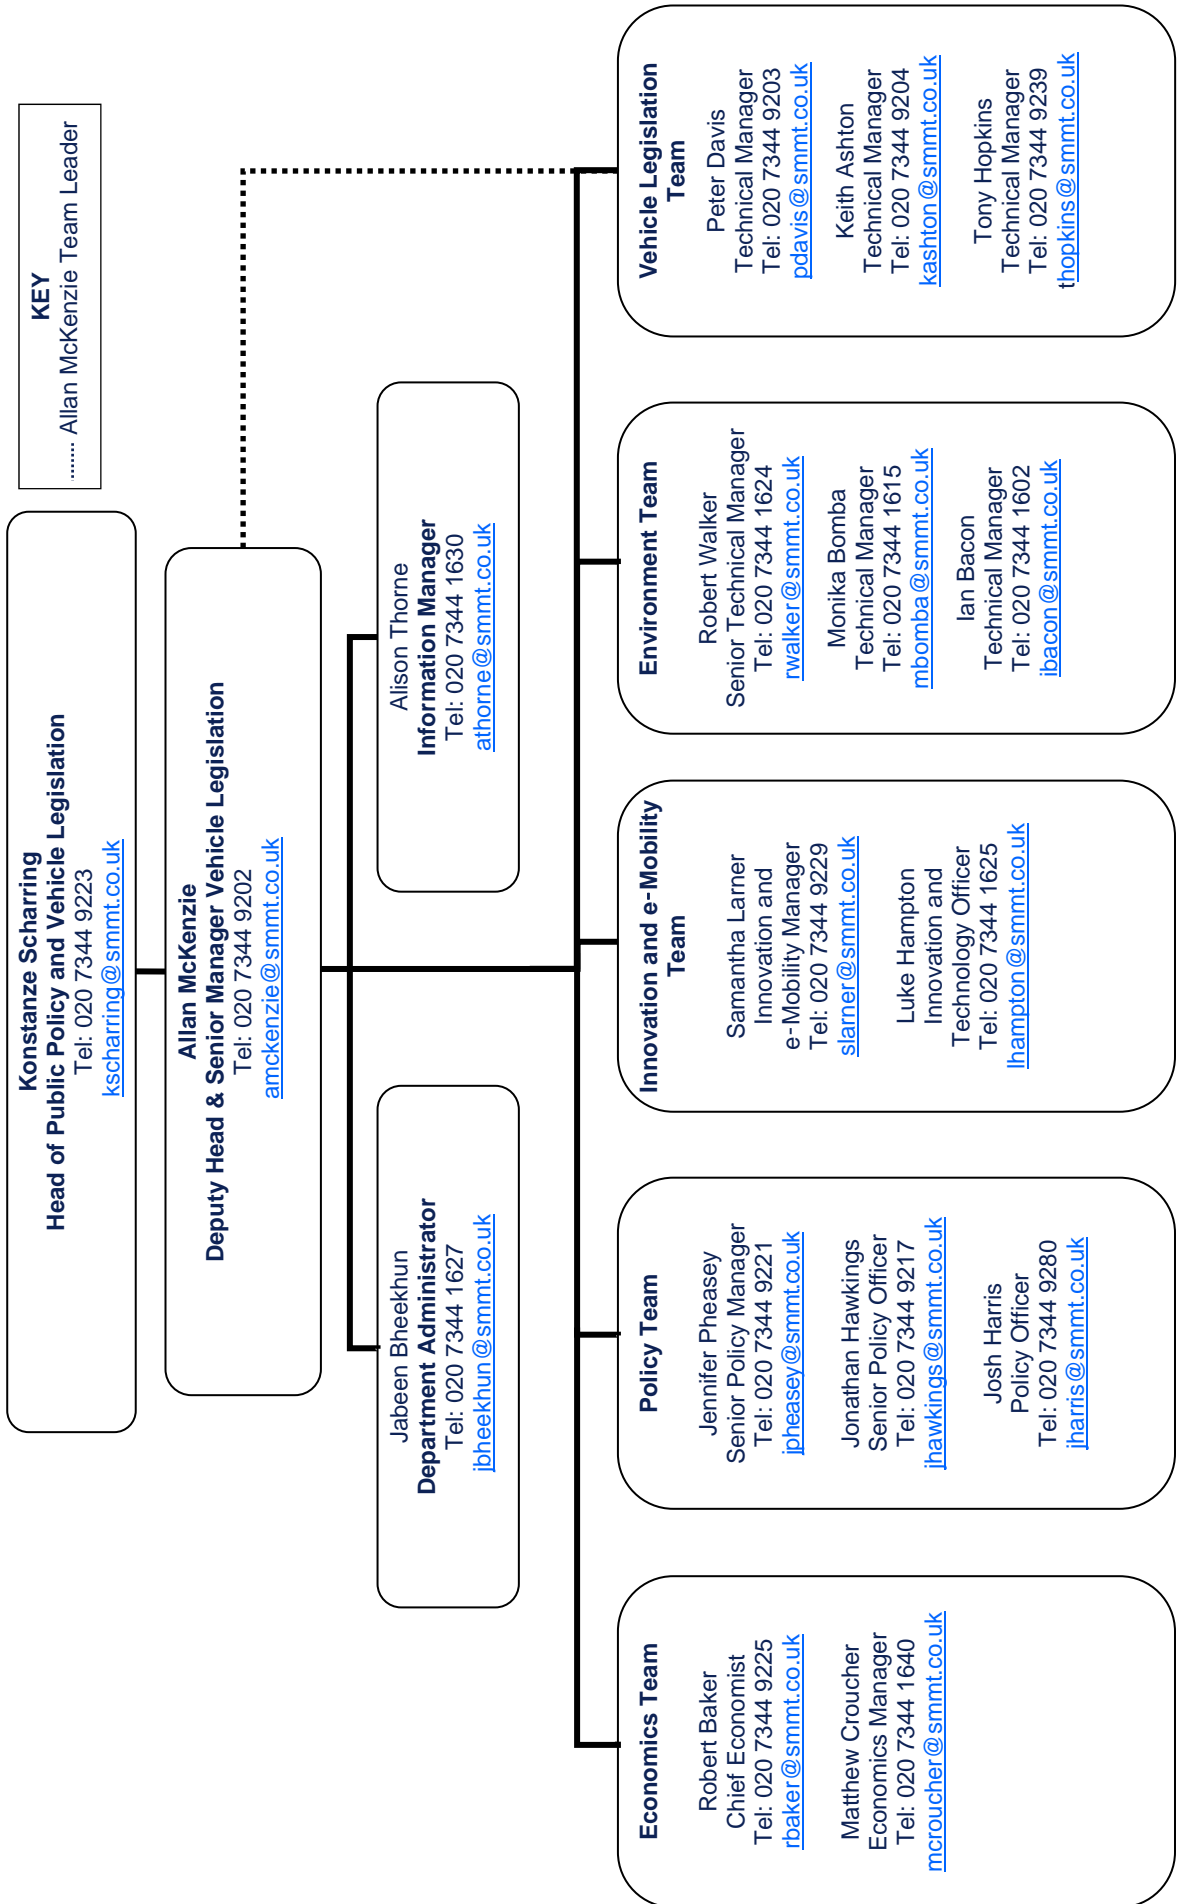 Konstanze Scharring
Head of Public Policy and Vehicle Legislation
Tel: 020 7344 9223
kscharring@smmt.co.uk
KEY
........ Allan McKenzie Team Leader
Allan McKenzie
Deputy Head & Senior Manager Vehicle Legislation
Tel: 020 7344 9202
amckenzie@smmt.co.uk
Jabeen Bheekhun
Department Administrator
Tel: 020 7344 1627
jbheekhun@smmt.co.uk
Alison Thorne
Information Manager
Tel: 020 7344 1630
athorne@smmt.co.uk
Economics Team
Robert Baker
Chief Economist
Tel: 020 7344 9225
rbaker@smmt.co.uk
Matthew Croucher
Economics Manager
Tel: 020 7344 1640
mcroucher@smmt.co.uk
Policy Team
Jennifer Pheasey
Senior Policy Manager
Tel: 020 7344 9221
jpheasey@smmt.co.uk
Jonathan Hawkings
Senior Policy Officer
Tel: 020 7344 9217
jhawkings@smmt.co.uk
Josh Harris
Policy Officer
Tel: 020 7344 9280
jharris@smmt.co.uk
Innovation and e-Mobility
Team
Samantha Larner
Innovation and
e-Mobility Manager
Tel: 020 7344 9229
slarner@smmt.co.uk
Luke Hampton
Innovation and
Technology Officer
Tel: 020 7344 1625
lhampton@smmt.co.uk
Environment Team
Robert Walker
Senior Technical Manager
Tel: 020 7344 1624
rwalker@smmt.co.uk
Monika Bomba
Technical Manager
Tel: 020 7344 1615
mbomba@smmt.co.uk
Ian Bacon
Technical Manager
Tel: 020 7344 1602
ibacon@smmt.co.uk
Vehicle Legislation
Team
Peter Davis
Technical Manager
Tel: 020 7344 9203
pdavis@smmt.co.uk
Keith Ashton
Technical Manager
Tel: 020 7344 9204
kashton@smmt.co.uk
Tony Hopkins
Technical Manager
Tel: 020 7344 9239
thopkins@smmt.co.uk